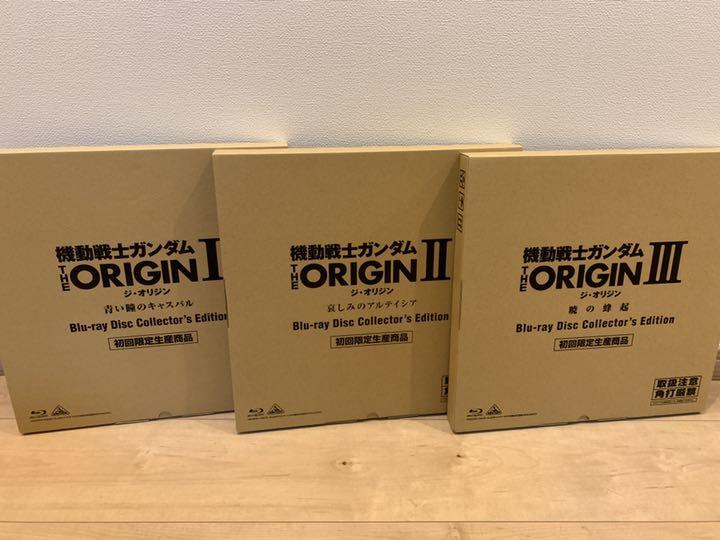 機動戦士ガンダム
THE ORIGIN I
ジ・オリジン
青い瞳のキャスバル
Blu-ray Disc Collector's Edition
初回限定生産商品
機動戦士ガンダム
THE ORIGIN II
ジ・オリジン
哀しみのアルテイシア
Blu-ray Disc Collector's Edition
初回限定生産商品
取扱
角打
機動戦士ガンダム
THE ORIGIN III
ジ・オリジン
暁の蜂起
Blu-ray Disc Collector's Edition
初回限定生産商品
取扱注意
角打厳禁